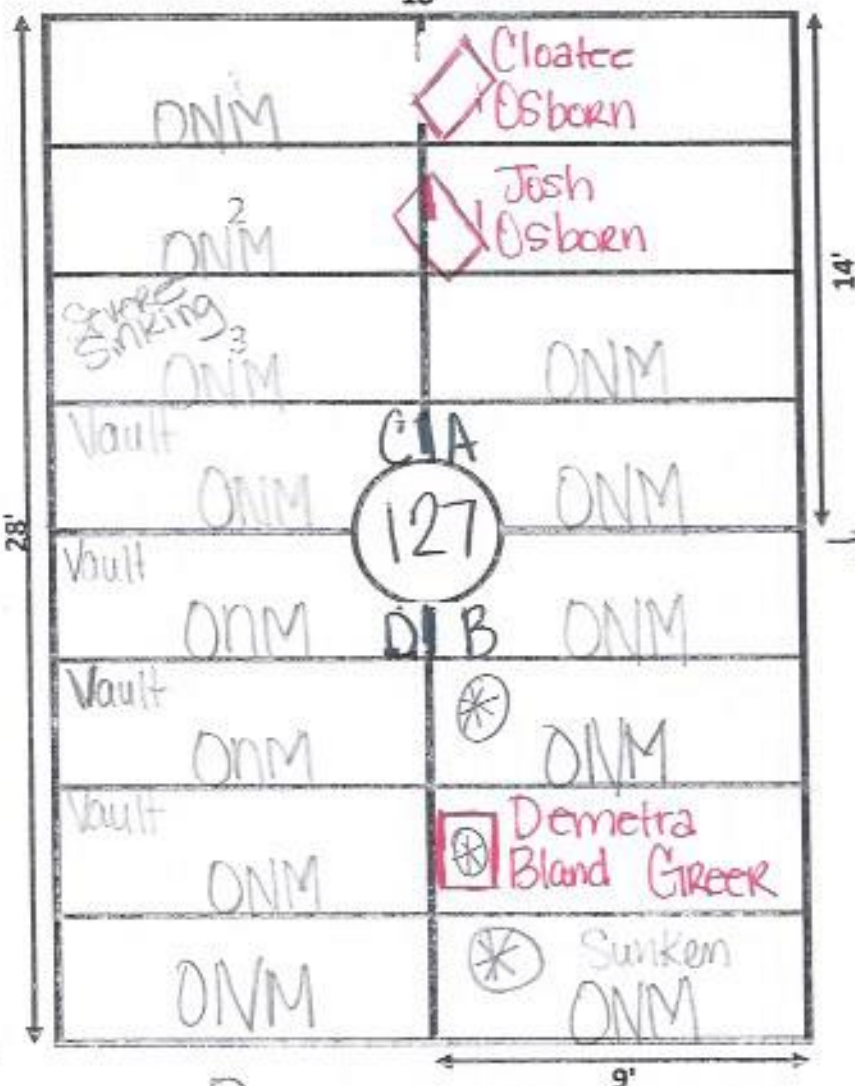 Cloatee
ONM Osborn
Josh
2
ONM Osborn
Severe
Sinking
3
ONM ONM
Vault C A
ONM ONM
14'
28'
127
Vault
ONM D B ONM
Vault
ONM ONM
Vault Demetra
ONM Bland Greer
Sunken
ONM ONM
9'